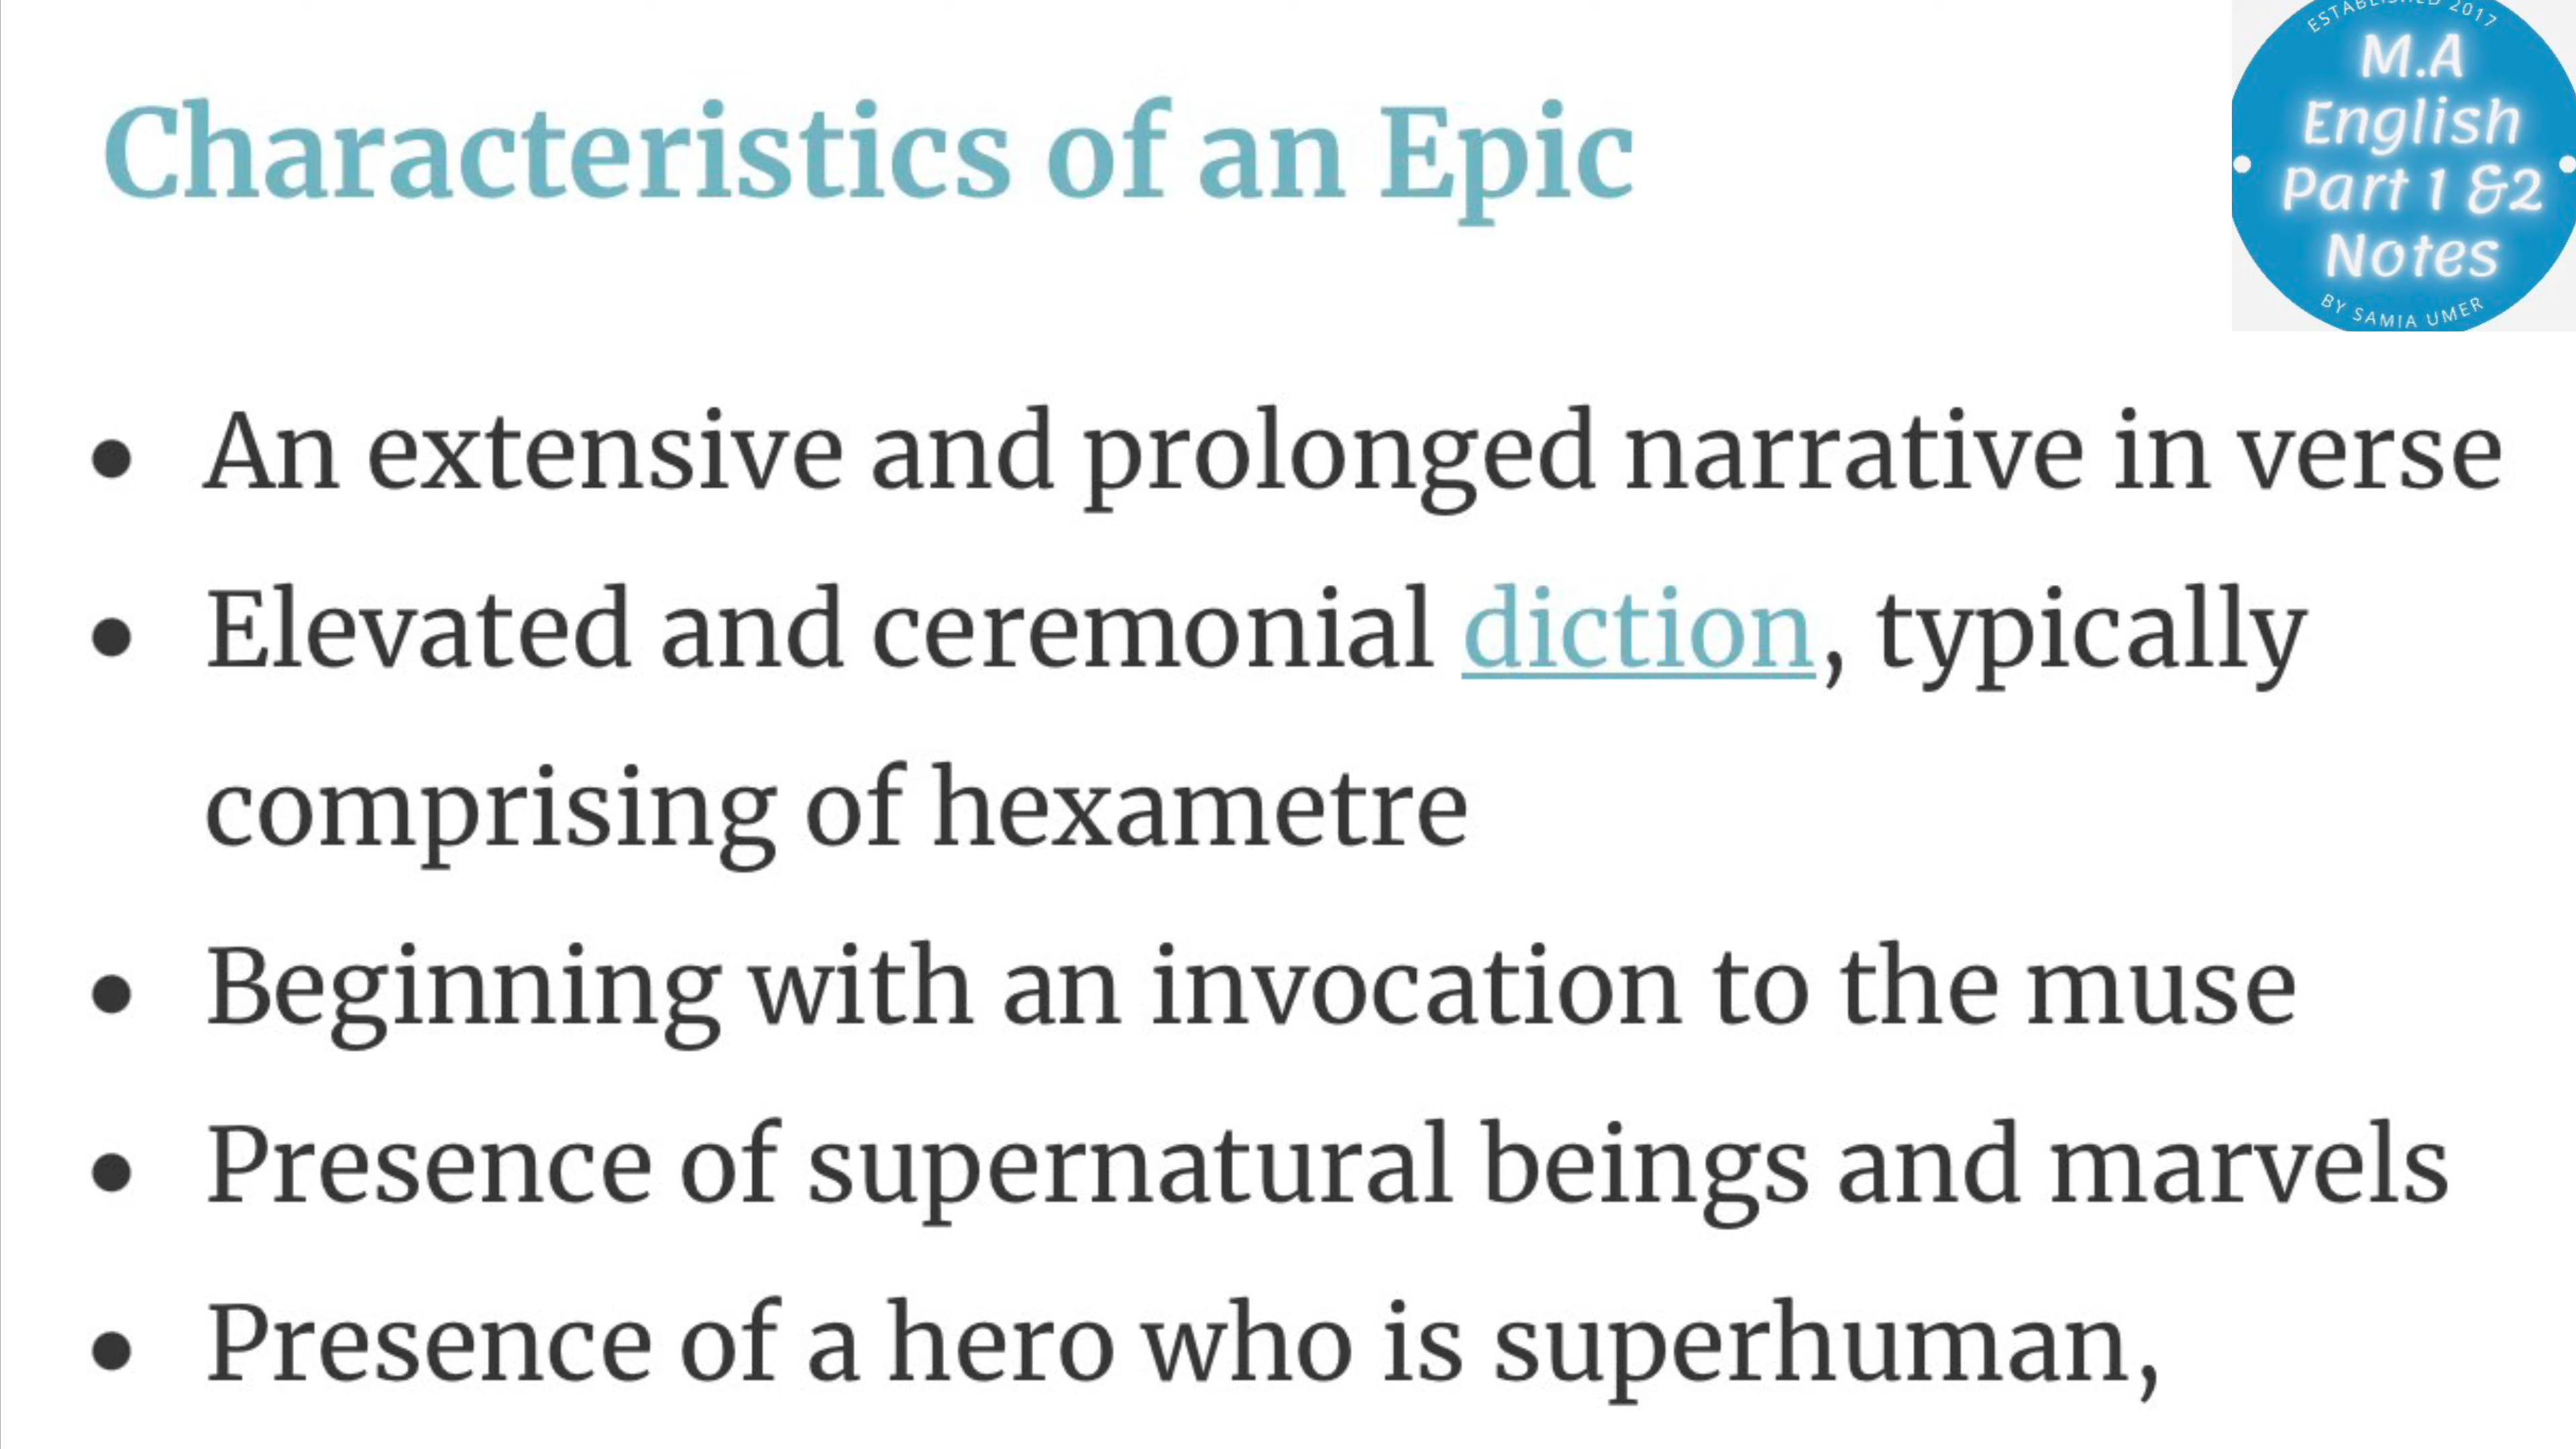 ESTABLISHED 2017
M.A
English
Part 1 &2
Notes
BY SAMIA UMER
Characteristics of an Epic
• An extensive and prolonged narrative in verse
• Elevated and ceremonial diction, typically
comprising of hexametre
• Beginning with an invocation to the muse
• Presence of supernatural beings and marvels
• Presence of a hero who is superhuman,